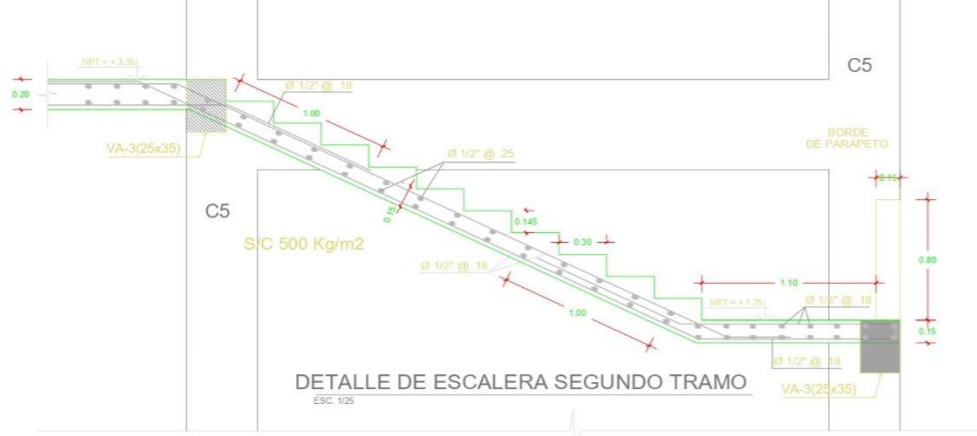 C5
NPT = + 3.35
Ø 1/2" @ .18
0.20
1.00
BORDE
DE PARAPETO
VA-3(25x35)
Ø 1/2" @ .25
0.15
C5
0.15
0.145
S/C 500 Kg/m2
0.30
0.80
Ø 1/2" @ .18
1.10
NPT = + 1.75
Ø 1/2" @ .18
1.00
0.15
Ø 1/2" @ .18
DETALLE DE ESCALERA SEGUNDO TRAMO
VA-3(25x35)
ESC. 1/25